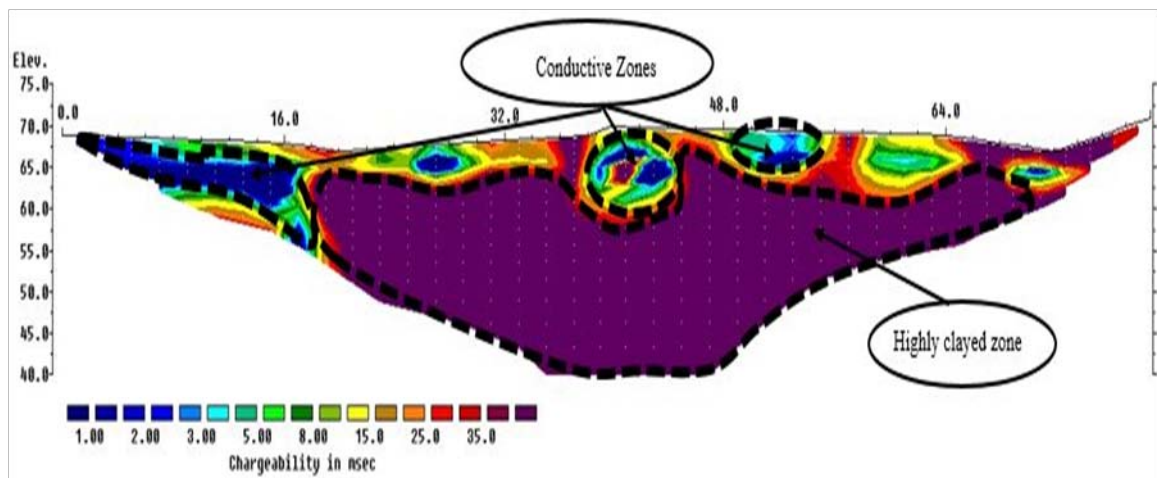 Conductive Zones
Elev.
75.0
0.0 16.0 32.0 48.0 64.0
70.0
65.0
60.0
55.0
50.0
45.0
40.0
Highly clayed zone
1.00 2.00 3.00 5.00 8.00 15.0 25.0 35.0
Chargeability in msec